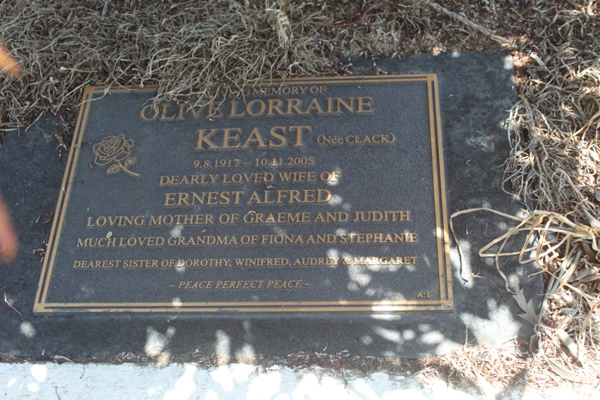 MEMORY OF
OLIVE LORRAINE
KEAST (Née CLACK)
9.8.1917 – 10.11.2005
DEARLY LOVED WIFE OF
ERNEST ALFRED
LOVING MOTHER OF GRAEME AND JUDITH
MUCH LOVED GRANDMA OF FIONA AND STEPHANIE
DEAREST SISTER OF DOROTHY, WINIFRED, AUDREY & MARGARET
~ PEACE PERFECT PEACE ~
A:1